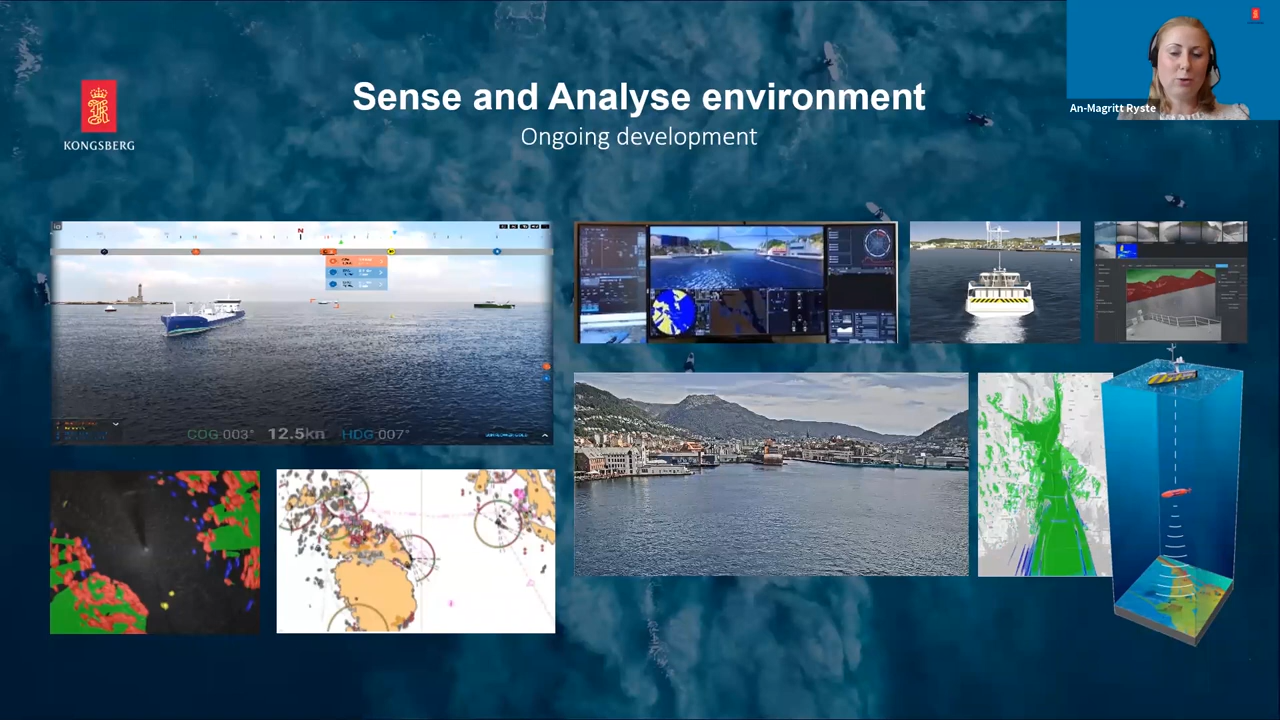 Sense and Analyse environment
Ongoing development
KONGSBERG
An-Magritt Ryste
N
COG 003° 12.5kn HDG 007°